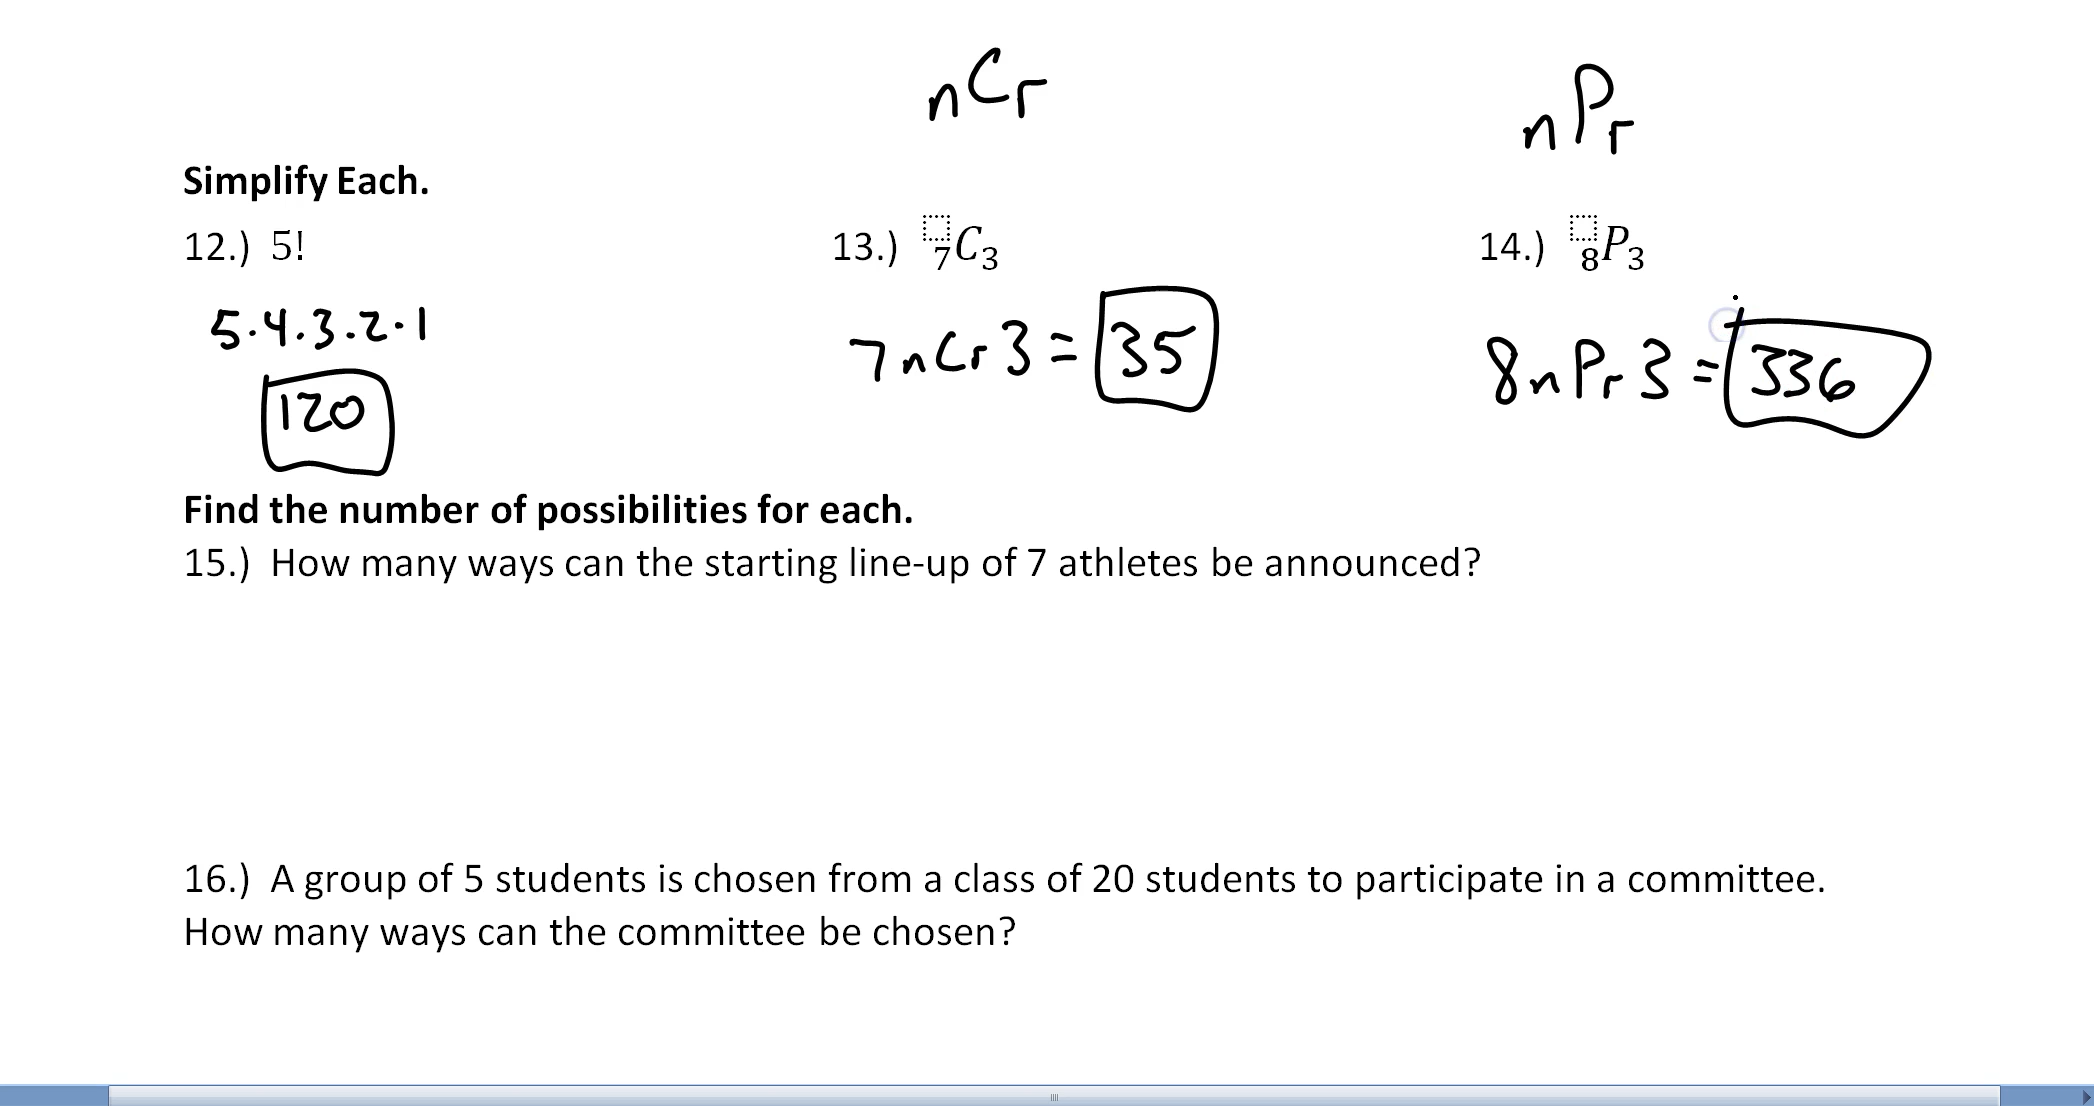 nCr
nPr
Simplify Each.
12.) 5!
13.) ₇C₃
14.) ₈P₃
5·4·3·2·1
7nCr3 = 35
8nPr3 = 336
120
Find the number of possibilities for each.
15.) How many ways can the starting line-up of 7 athletes be announced?
16.) A group of 5 students is chosen from a class of 20 students to participate in a committee.
How many ways can the committee be chosen?